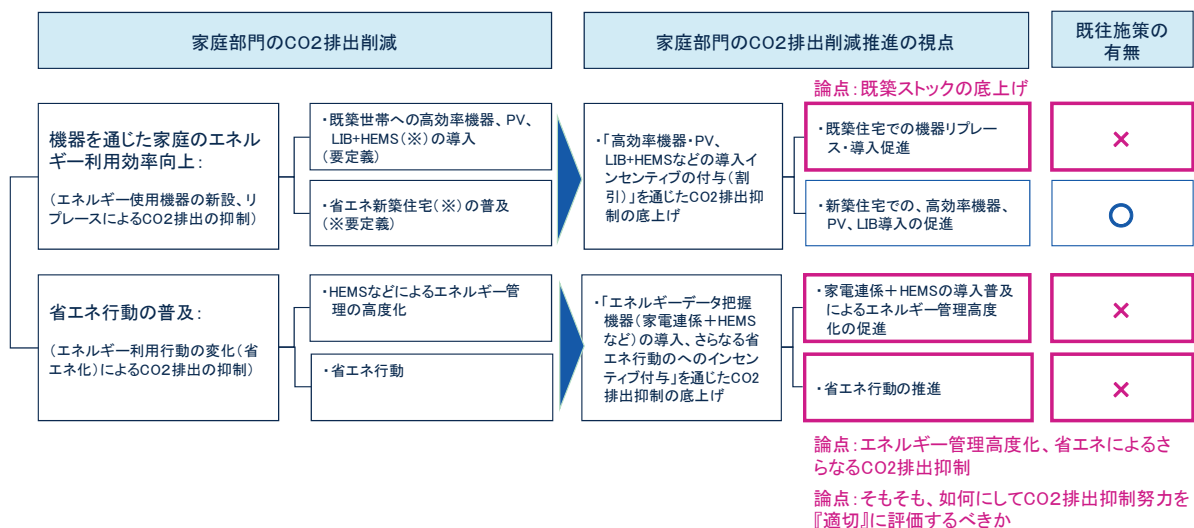 家庭部門のCO2排出削減
家庭部門のCO2排出削減推進の視点
既往施策の
有無
論点:既築ストックの底上げ
機器を通じた家庭のエネル
ギー利用効率向上:
(エネルギー使用機器の新設、リ
プレースによるCO2排出の抑制)
・既築世帯への高効率機器、PV、
LIB+HEMS(※)の導入
(要定義)
・省エネ新築住宅(※)の普及
(※要定義)
・「高効率機器・PV、
LIB+HEMSなどの導入イ
ンセンティブの付与(割
引)」を通じたCO2排出抑
制の底上げ
・既築住宅での機器リプレー
ス・導入促進
×
・新築住宅での、高効率機器、
PV、LIB導入の促進
○
省エネ行動の普及:
(エネルギー利用行動の変化(省
エネ化)によるCO2排出の抑制)
・HEMSなどによるエネルギー管
理の高度化
・省エネ行動
・「エネルギーデータ把握
機器(家電連係+HEMS
など)の導入、さらなる省
エネ行動のへのインセン
ティブ付与」を通じたCO2
排出抑制の底上げ
・家電連係+HEMSの導入普及
によるエネルギー管理高度
化の促進
×
・省エネ行動の推進
×
論点:エネルギー管理高度化、省エネによるさ
らなるCO2排出抑制
論点:そもそも、如何にしてCO2排出抑制努力を
『適切』に評価するべきか